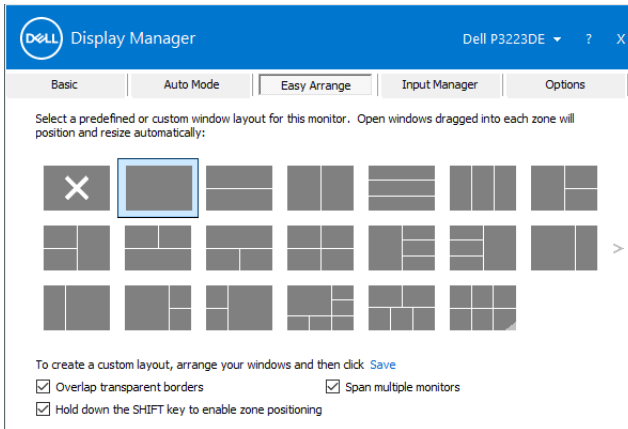 DELL Display Manager Dell P3223DE ? X
Basic Auto Mode Easy Arrange Input Manager Options
Select a predefined or custom window layout for this monitor. Open windows dragged into each zone will
position and resize automatically:
>
To create a custom layout, arrange your windows and then click Save
Overlap transparent borders Span multiple monitors
Hold down the SHIFT key to enable zone positioning